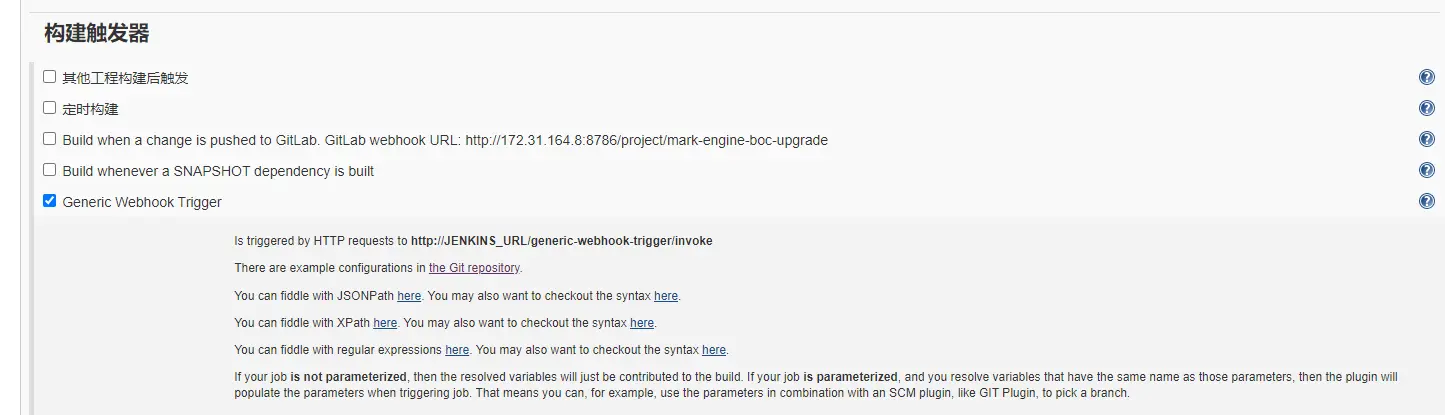 构建触发器
其他工程构建后触发
定时构建
Build when a change is pushed to GitLab. GitLab webhook URL: http://172.31.164.8:8786/project/mark-engine-boc-upgrade
Build whenever a SNAPSHOT dependency is built
Generic Webhook Trigger
Is triggered by HTTP requests to http://JENKINS_URL/generic-webhook-trigger/invoke
There are example configurations in the Git repository.
You can fiddle with JSONPath here. You may also want to checkout the syntax here.
You can fiddle with XPath here. You may also want to checkout the syntax here.
You can fiddle with regular expressions here. You may also want to checkout the syntax here.
If your job is not parameterized, then the resolved variables will just be contributed to the build. If your job is parameterized, and you resolve variables that have the same name as those parameters, then the plugin will
populate the parameters when triggering job. That means you can, for example, use the parameters in combination with an SCM plugin, like GIT Plugin, to pick a branch.